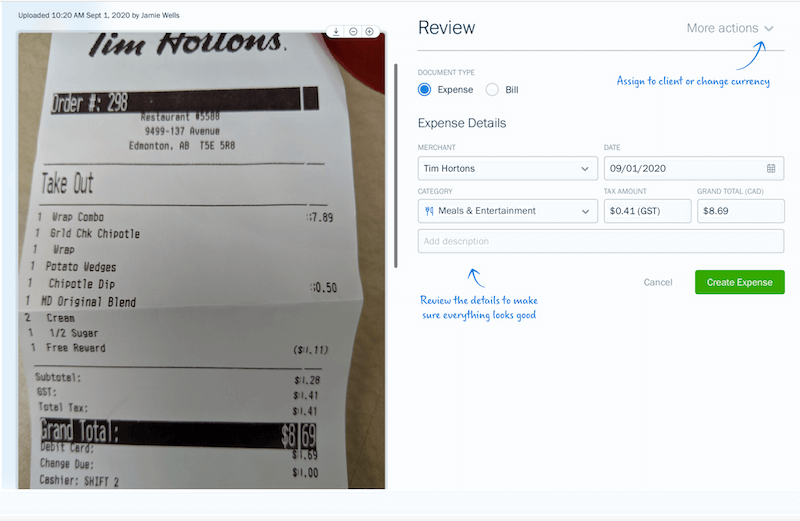 Uploaded 10:20 AM Sept 1, 2020 by Jamie Wells
Tim Hortons.
Order #: 298
Restaurant #5588
9499-137 Avenue
Edmonton, AB T5E 5R8
Take Out
1 Wrap Combo 7.89
1 Grld Chk Chipotle
1 Wrap
1 Potato Wedges
1 Chipotle Dip 0.50
1 MD Original Blend
2 Cream
1 1/2 Sugar
1 Free Reward
Subtotal:
GST:
Total Tax:
Grand Total: $8.69
Debit Card:
Change Due:
Cashier: SHIFT 2
Review
More actions
Assign to client or change currency
DOCUMENT TYPE
Expense
Bill
Expense Details
MERCHANT
DATE
Tim Hortons
09/01/2020
CATEGORY
TAX AMOUNT
GRAND TOTAL (CAD)
Meals & Entertainment
$0.41 (GST)
$8.69
Add description
Review the details to make
sure everything looks good
Cancel
Create Expense